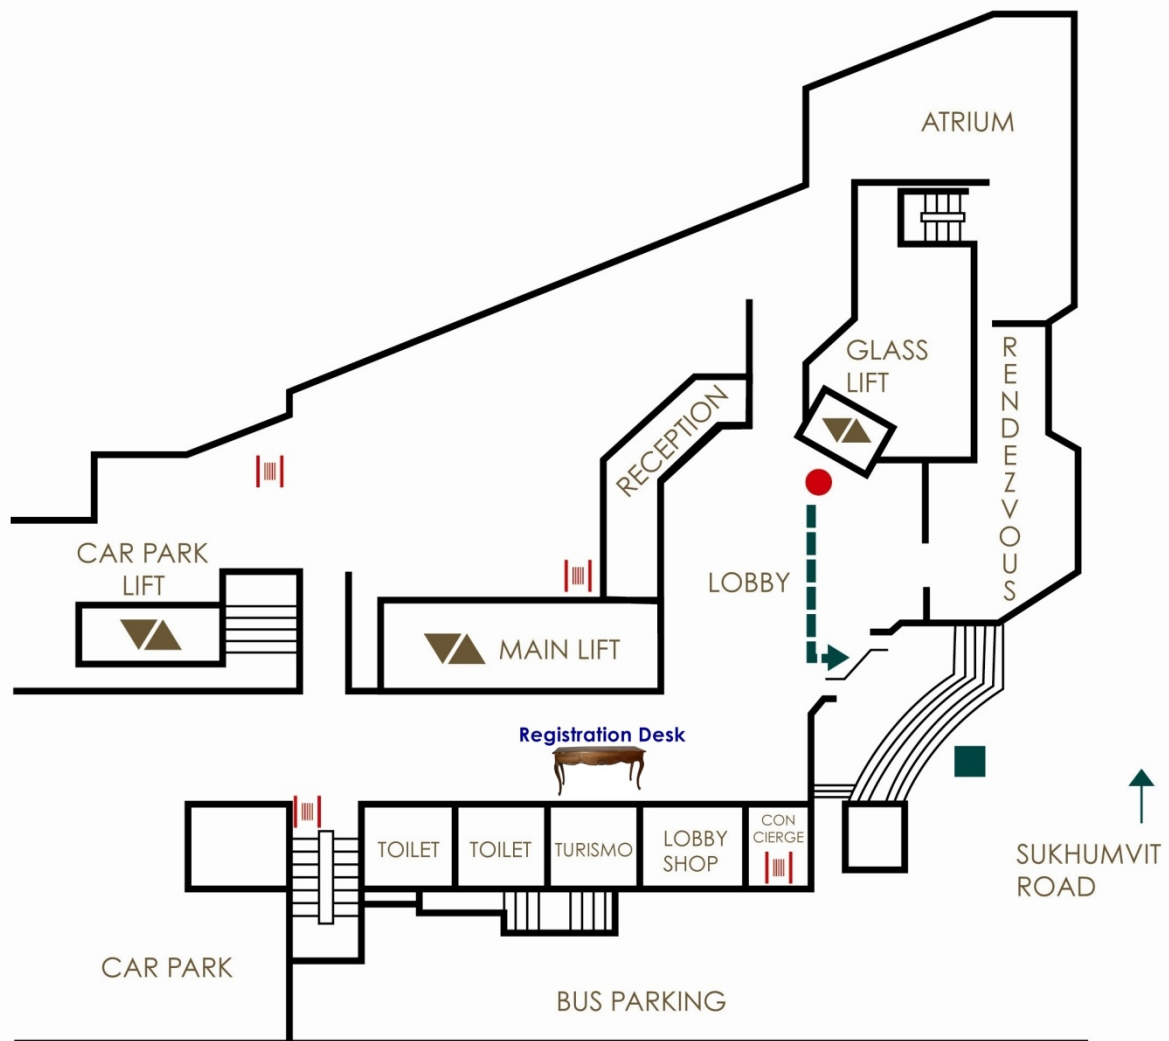 ATRIUM
GLASS
LIFT
RENDEZVOUS
RECEPTION
CAR PARK
LIFT
LOBBY
MAIN LIFT
Registration Desk
TOILET
TOILET
TURISMO
LOBBY
SHOP
CON
CIERGE
SUKHUMVIT
ROAD
CAR PARK
BUS PARKING